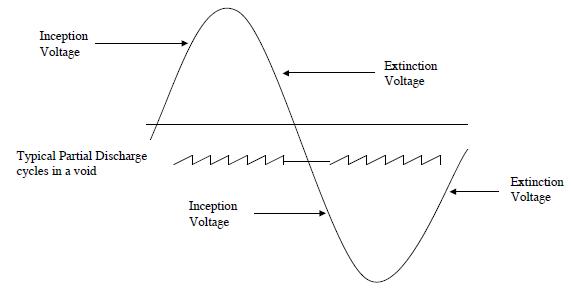 Inception
Voltage
Extinction
Voltage
Typical Partial Discharge
cycles in a void
Inception
Voltage
Extinction
Voltage